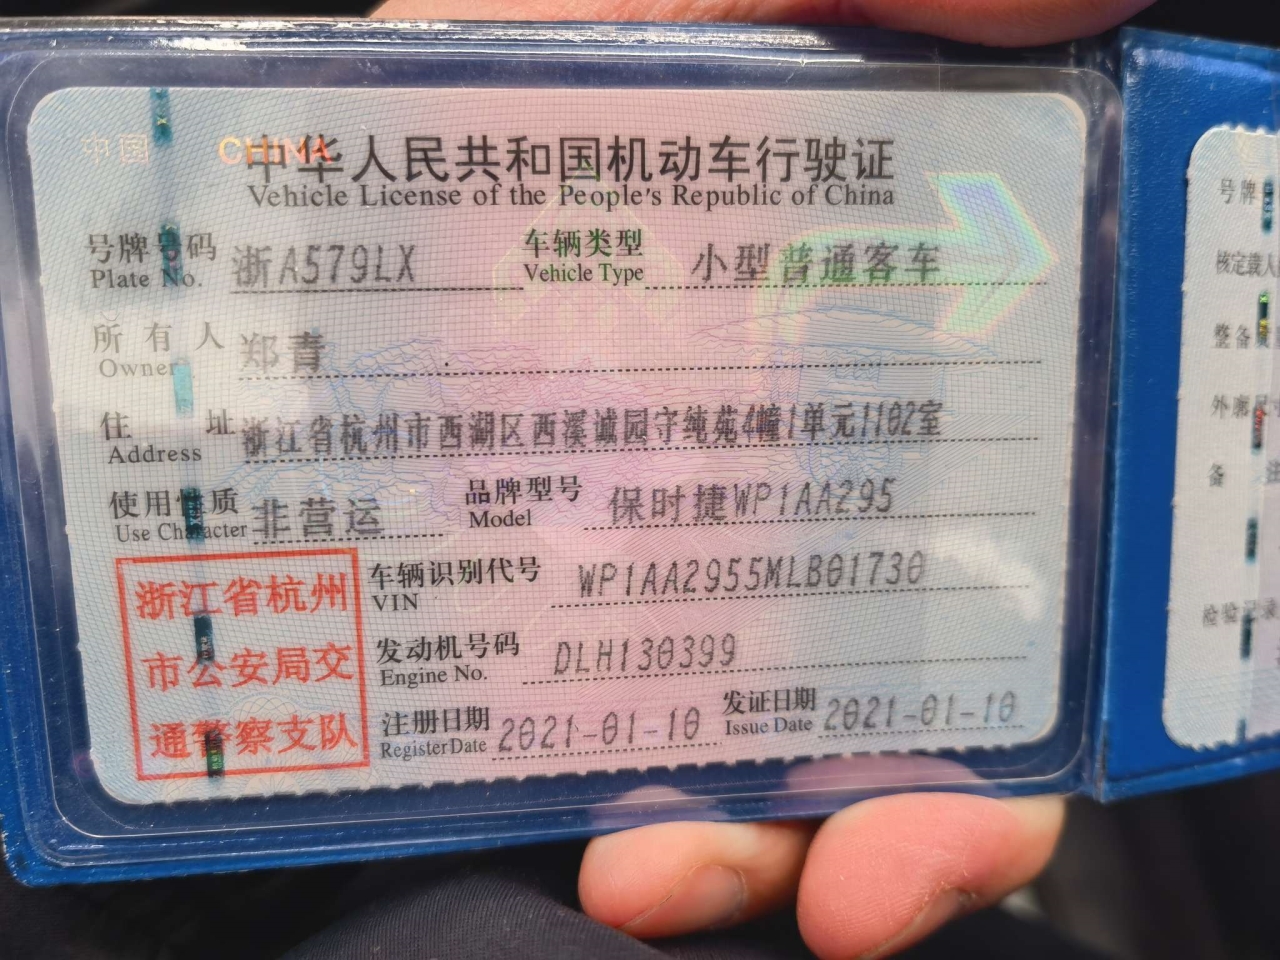 中国 CHINA
中华人民共和国机动车行驶证
Vehicle License of the People's Republic of China
号牌号码 浙A579LX 车辆类型 小型普通客车
Plate No. Vehicle Type
所有人 郑青
Owner
住址 浙江省杭州市西湖区西溪诚园守纯苑4幢1单元1102室
Address
使用性质 非营运 品牌型号 保时捷WP1AA295
Use Character Model
车辆识别代号 WP1AA2955MLB01730
VIN
发动机号码 DLH130399
Engine No.
注册日期 2021-01-10 发证日期 2021-01-10
Register Date Issue Date
浙江省杭州
市公安局交
通警察支队
号牌
核定载人
整备
外廓
备 注
检验记录